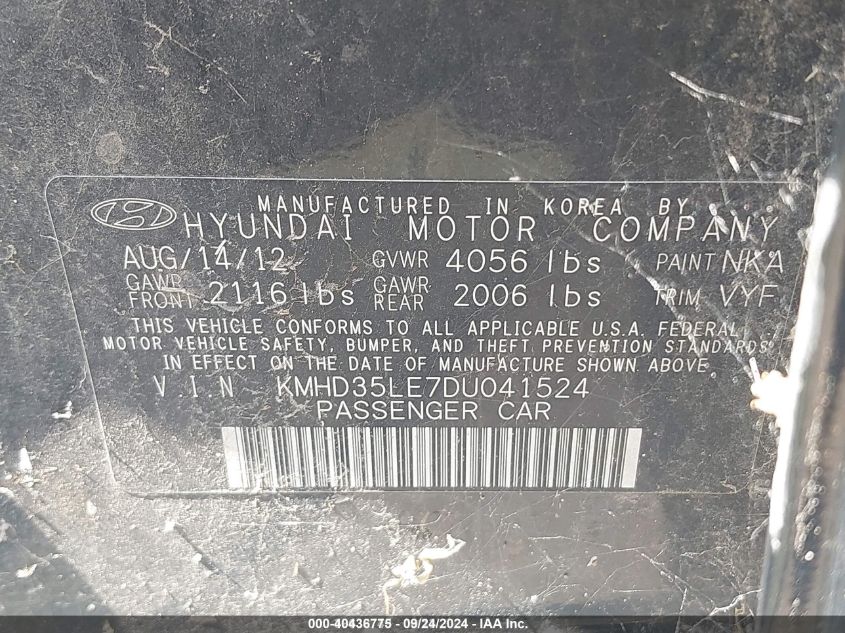 MANUFACTURED IN KOREA BY
HYUNDAI MOTOR COMPANY
AUG/14/12 GVWR 4056 lbs PAINT NKA
GAWR FRONT 2116 lbs GAWR REAR 2006 lbs TRIM VYF
THIS VEHICLE CONFORMS TO ALL APPLICABLE U.S.A. FEDERAL
MOTOR VEHICLE SAFETY, BUMPER, AND THEFT PREVENTION STANDARDS
IN EFFECT ON THE DATE OF MANUFACTURE SHOWN ABOVE.
V.I.N KMHD35LE7DU041524
PASSENGER CAR
000-40436775 - 09/24/2024 - IAA Inc.